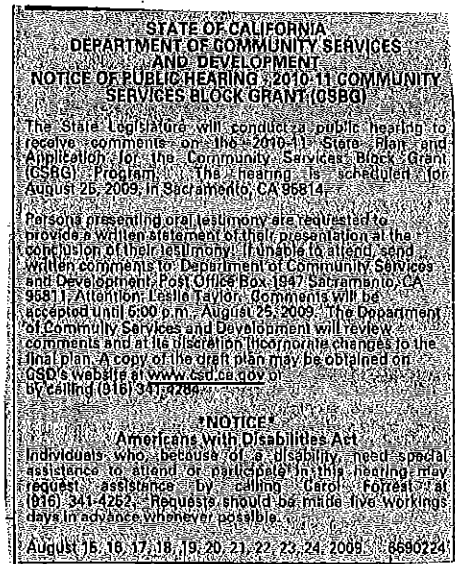 STATE OF CALIFORNIA
DEPARTMENT OF COMMUNITY SERVICES
AND DEVELOPMENT
NOTICE OF PUBLIC HEARING - 2010-11 COMMUNITY
SERVICES BLOCK GRANT (CSBG)
The State Legislature will conduct a public hearing to
receive comments on the 2010-11 State Plan and
Application for the Community Services Block Grant
(CSBG) Program. The hearing is scheduled for
August 25, 2009, in Sacramento, CA 95814.
Persons presenting oral testimony are requested to
provide a written statement of their presentation at the
conclusion of their testimony. If unable to attend, send
written comments to: Department of Community Services
and Development, Post Office Box 1947 Sacramento, CA
95811, Attention: Leslie Taylor. Comments will be
accepted until 5:00 p.m., August 25, 2009. The Department
of Community Services and Development will review
comments and at its discretion incorporate changes to the
final plan. A copy of the draft plan may be obtained on
CSD's website at www.csd.ca.gov or
by calling (916) 341-4284
*NOTICE*
Americans With Disabilities Act
Individuals who, because of a disability, need special
assistance to attend or participate in this hearing may
request assistance by calling Carol Forrest at
(916) 341-4252. Requests should be made five workings
days in advance whenever possible.
August 15, 16, 17, 18, 19, 20, 21, 22, 23, 24, 2009 6690224